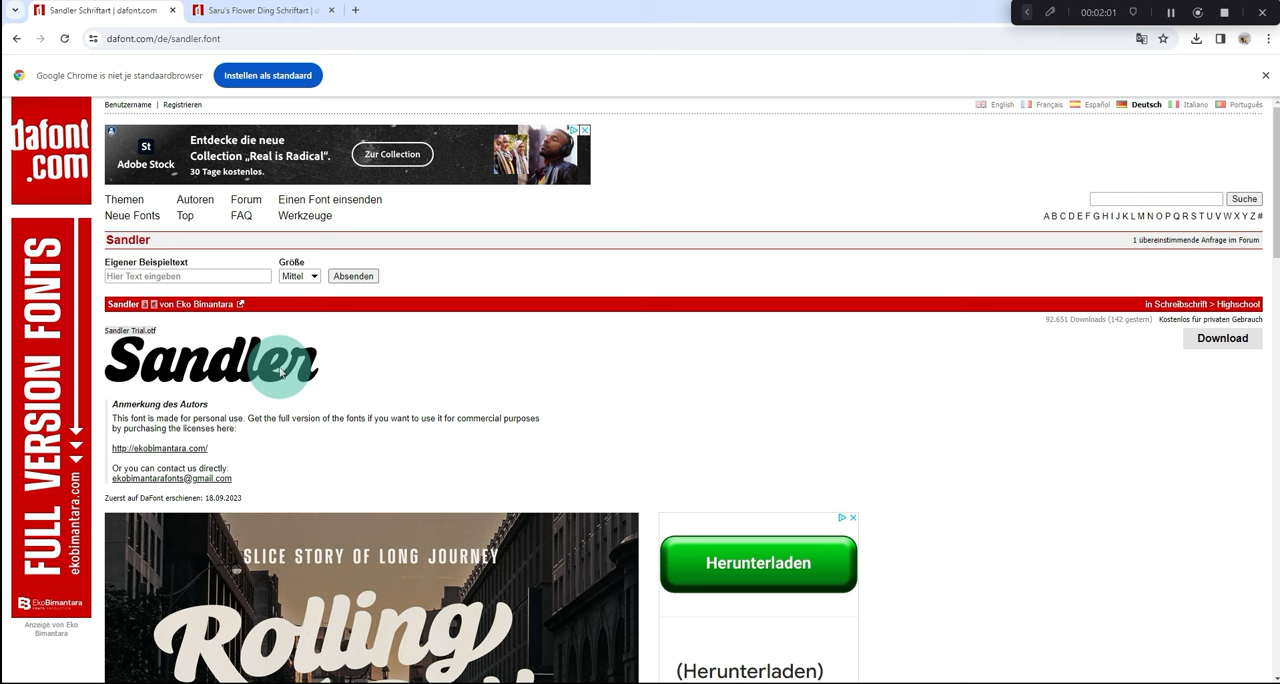 Sandler Schriftart | dafont.com
Saru's Flower Ding Schriftart | d
00:02:01
dafont.com/de/sandler.font
Google Chrome is niet je standaardbrowser
Instellen als standaard
dafont
.com
Benutzername | Registrieren
English Français Español Deutsch Italiano Português
St
Adobe Stock
Entdecke die neue
Collection „Real is Radical“.
30 Tage kostenlos.
Zur Collection
Themen Autoren Forum Einen Font einsenden
Neue Fonts Top FAQ Werkzeuge
Suche
A B C D E F G H I J K L M N O P Q R S T U V W X Y Z #
Sandler
1 übereinstimmende Anfrage im Forum
Eigener Beispieltext
Größe
Hier Text eingeben
Mittel
Absenden
Sandler à € von Eko Bimantara
in Schreibschrift > Highschool
92.651 Downloads (142 gestern) Kostenlos für privaten Gebrauch
Download
Sandler Trial.otf
Sandler
Anmerkung des Autors
This font is made for personal use. Get the full version of the fonts if you want to use it for commercial purposes
by purchasing the licenses here:
http://ekobimantara.com/
Or you can contact us directly:
ekobimantarafonts@gmail.com
Zuerst auf DaFont erschienen: 18.09.2023
FULL VERSION FONTS
ekobimantara.com
EkoBimantara
FONTS PRODUCTION
Anzeige von Eko
Bimantara
SLICE STORY OF LONG JOURNEY
Rolling
Herunterladen
(Herunterladen)